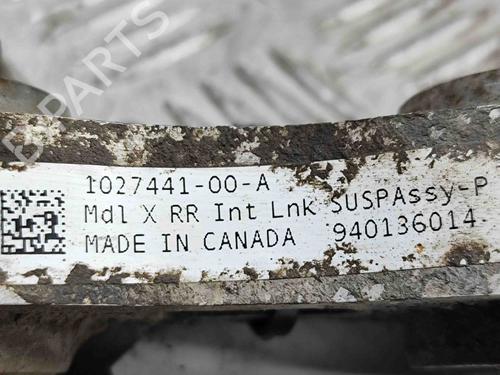 1027441-00-A
Mdl X RR Int Lnk SUSPAssy-P
MADE IN CANADA 940136014